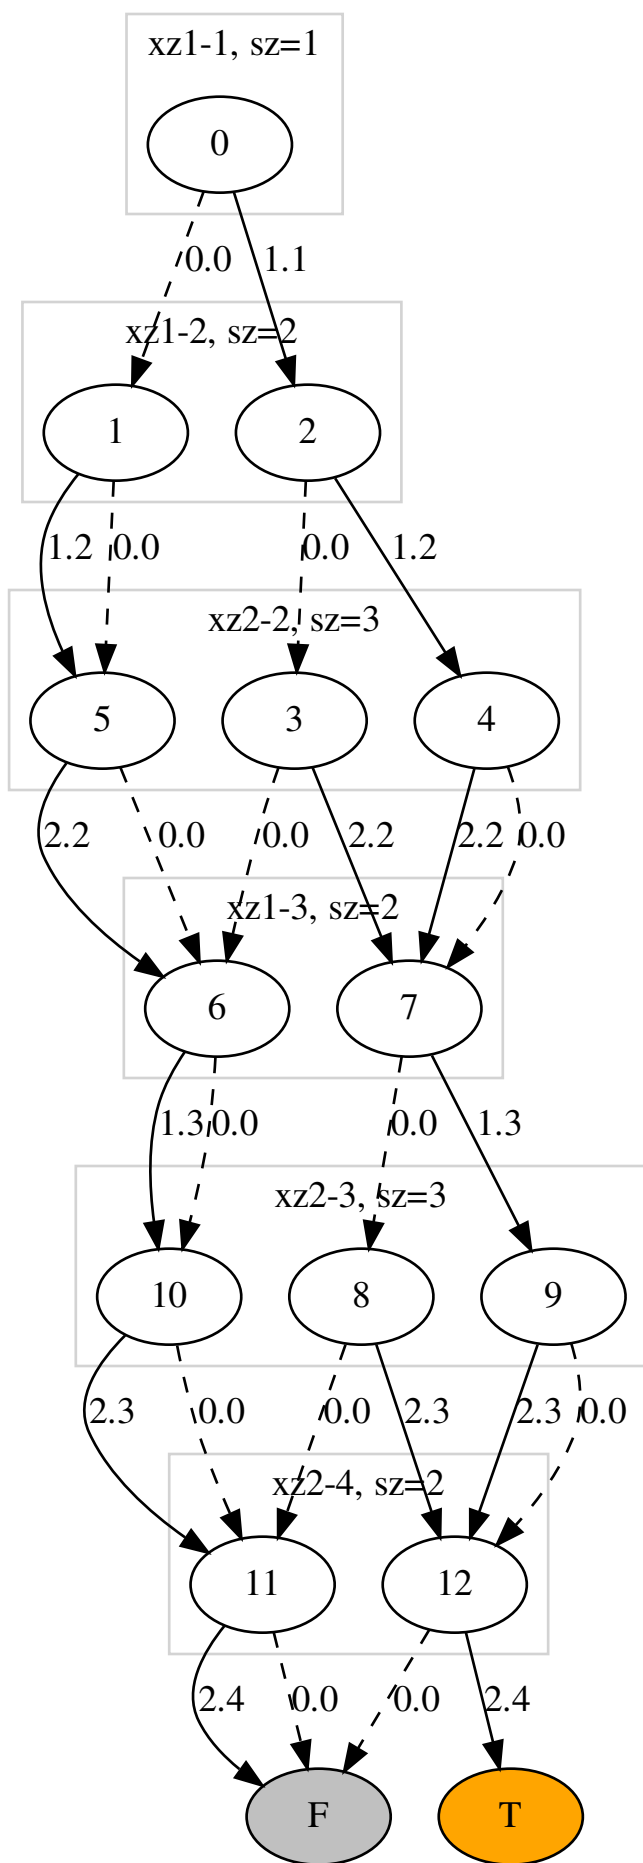 xz1-1, sz=1
0
0.0 1.1
xz1-2, sz=2
1 2
1.2 0.0 0.0 1.2
xz2-2, sz=3
5 3 4
2.2 0.0 0.0 2.2 2.2 0.0
xz1-3, sz=2
6 7
1.3 0.0 0.0 1.3
xz2-3, sz=3
10 8 9
2.3 0.0 0.0 2.3 2.3 0.0
xz2-4, sz=2
11 12
2.4 0.0 0.0 2.4
F T